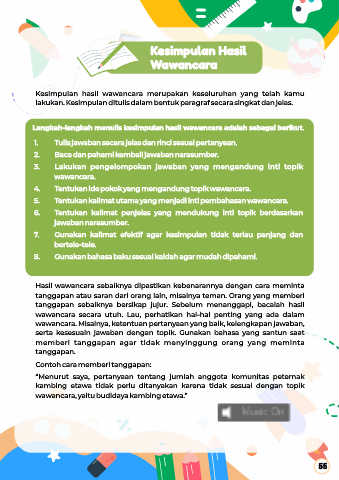 Kesimpulan Hasil
Wawancara
Kesimpulan hasil wawancara merupakan keseluruhan yang telah kamu
lakukan. Kesimpulan ditulis dalam bentuk paragraf secara singkat dan jelas.
Langkah-langkah menulis kesimpulan hasil wawancara adalah sebagai berikut.
1. Tulis jawaban secara jelas dan rinci sesuai pertanyaan.
2. Baca dan pahami kembali jawaban narasumber.
3. Lakukan pengelompokan jawaban yang mengandung inti topik
wawancara.
4. Tentukan ide pokok yang mengandung topik wawancara.
5. Tentukan kalimat utama yang menjadi inti pembahasan wawancara.
6. Tentukan kalimat penjelas yang mendukung inti topik berdasarkan
jawaban narasumber.
7. Gunakan kalimat efektif agar kesimpulan tidak terlalu panjang dan
bertele-tele.
8. Gunakan bahasa baku sesuai kaidah agar mudah dipahami.
Hasil wawancara sebaiknya dipastikan kebenarannya dengan cara meminta
tanggapan atau saran dari orang lain, misalnya teman. Orang yang memberi
tanggapan sebaiknya bersikap jujur. Sebelum menanggapi, bacalah hasil
wawancara secara utuh. Lau, perhatikan hal-hal penting yang ada dalam
wawancara. Misalnya, ketentuan pertanyaan yang baik, kelengkapan jawaban,
serta kesesuain jawaban dengan topik. Gunakan bahasa yang santun saat
memberi tanggapan agar tidak menyinggung orang yang meminta
tanggapan.
Contoh cara memberi tanggapan:
"Menurut saya, pertanyaan tentang jumlah anggota komunitas peternak
kambing etawa tidak perlu ditanyakan karena tidak sesuai dengan topik
wawancara, yaitu budidaya kambing etawa."
Music On
55